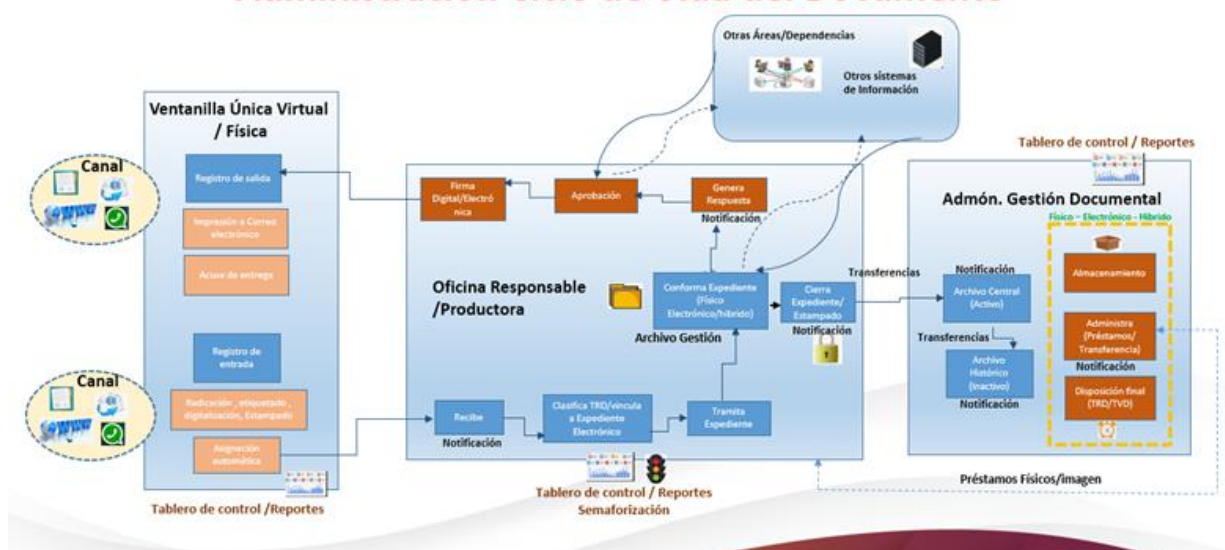 Otras Áreas/Dependencias
Otros sistemas
de Información
Ventanilla Única Virtual
/ Física
Canal
Registro de salida
Impresión o Correo
electrónico
Acuse de entrego
Registro de
entrada
Canal
Radicación , etiquetado ,
digitalización, Estampado
Asignación
automática
Tablero de control /Reportes
Firma
Digital/Electró
nica
Aprobación
Genera
Respuesta
Notificación
Oficina Responsable
/Productora
Conforma Expediente
(Físico
Electrónico/híbrido)
Archivo Gestión
Cierra
Expediente/
Estampado
Notificación
Recibe
Notificación
Clasifica TRD/vincula
a Expediente
Electrónico
Tramita
Expediente
Tablero de control / Reportes
Semaforización
Transferencias
Tablero de control / Reportes
Admón. Gestión Documental
Físico – Electrónico - Híbrido
Notificación
Archivo Central
(Activo)
Transferencias
Archivo
Histórico
(Inactivo)
Notificación
Almacenamiento
Administra
(Préstamos/
Transferencia)
Notificación
Disposición final
(TRD/TVD)
Préstamos Físicos/imagen